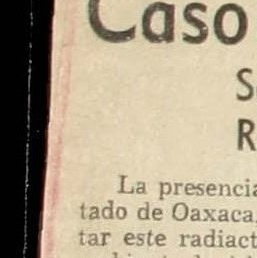 Caso
S
R
La presencia
tado de Oaxaca,
tar este radiact